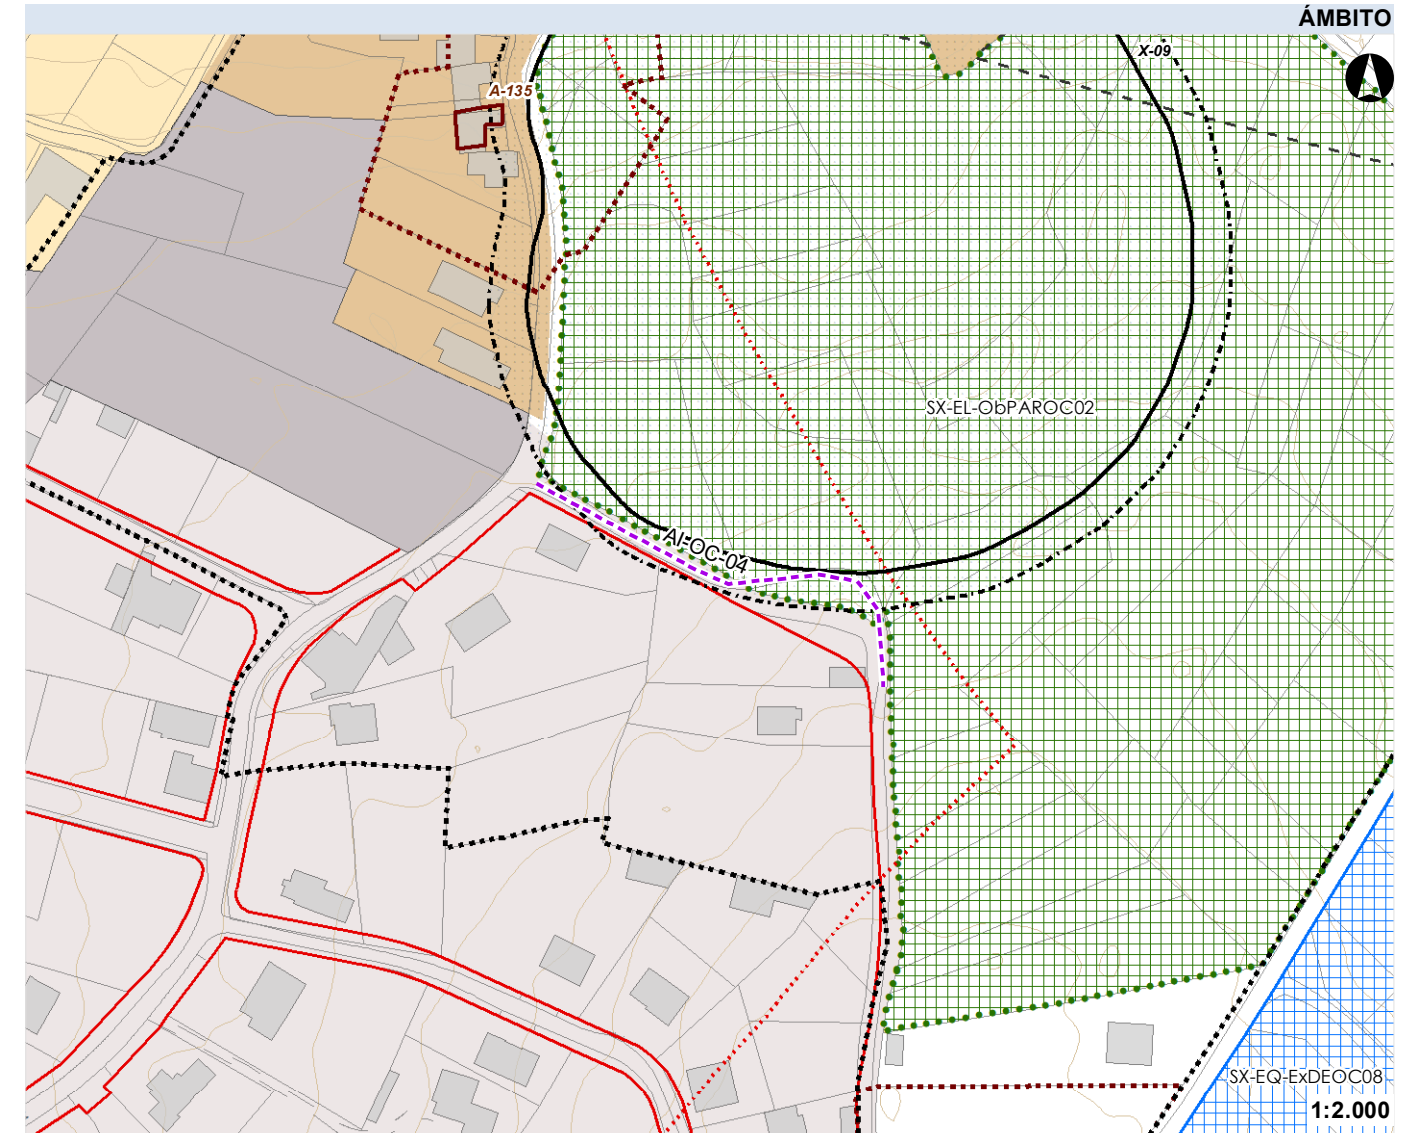 ÁMBITO
X-09
A-135
SX-EL-ObPAROC02
AI-OC-04
SX-EQ-ExDEOC08
1:2.000